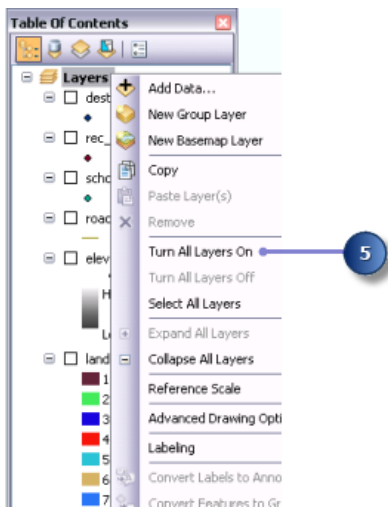 Table Of Contents
Layers
dest
rec_
scho
road
elev
H
Lo
land
1
2
3
4
5
6
7
Add Data...
New Group Layer
New Basemap Layer
Copy
Paste Layer(s)
Remove
Turn All Layers On
5
Turn All Layers Off
Select All Layers
Expand All Layers
Collapse All Layers
Reference Scale
Advanced Drawing Opti
Labeling
Convert Labels to Anno
Convert Features to Gr